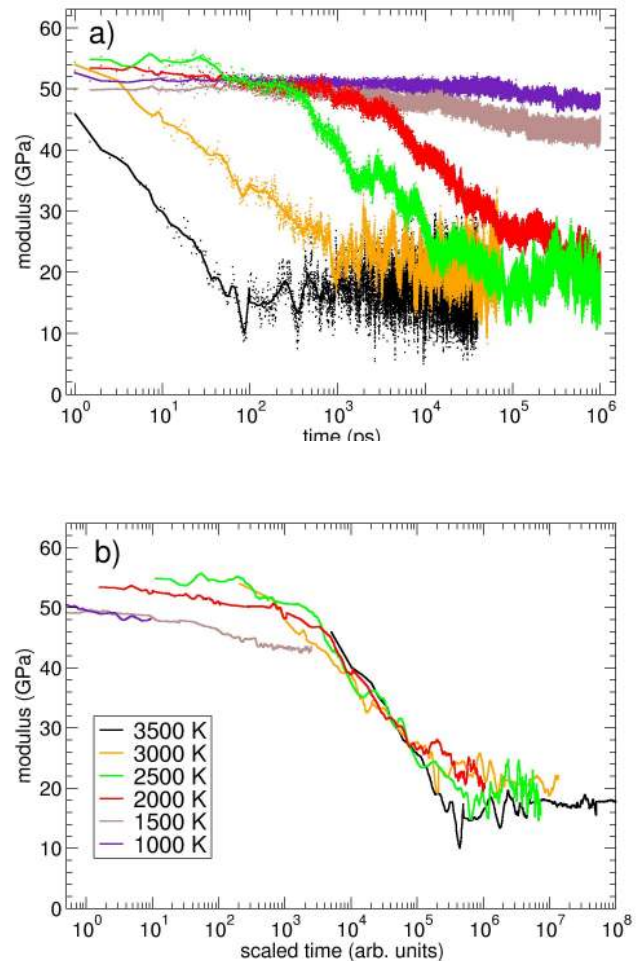 60
a)
50
40
30
20
10
0
modulus (GPa)
10^0 10^1 10^2 10^3 10^4 10^5 10^6
time (ps)
60
b)
50
40
30
20
10
0
modulus (GPa)
3500 K
3000 K
2500 K
2000 K
1500 K
1000 K
10^0 10^1 10^2 10^3 10^4 10^5 10^6 10^7 10^8
scaled time (arb. units)